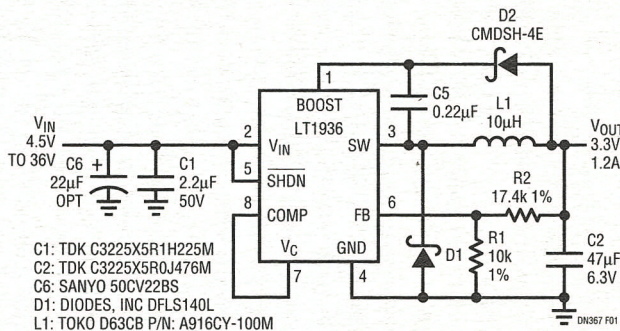 D2
CMDSH-4E
1
BOOST
LT1936
C5
0.22µF
L1
10µH
VIN
4.5V
TO 36V
C6
22µF
OPT
+
C1
2.2µF
50V
2
VIN
SW
3
VOUT
3.3V
1.2A
5
SHDN
8
COMP
FB
6
R2
17.4k 1%
VC
GND
7
4
D1
R1
10k
1%
C2
47µF
6.3V
C1: TDK C3225X5R1H225M
C2: TDK C3225X5R0J476M
C6: SANYO 50CV22BS
D1: DIODES, INC DFLS140L
L1: TOKO D63CB P/N: A916CY-100M
DN367 F01